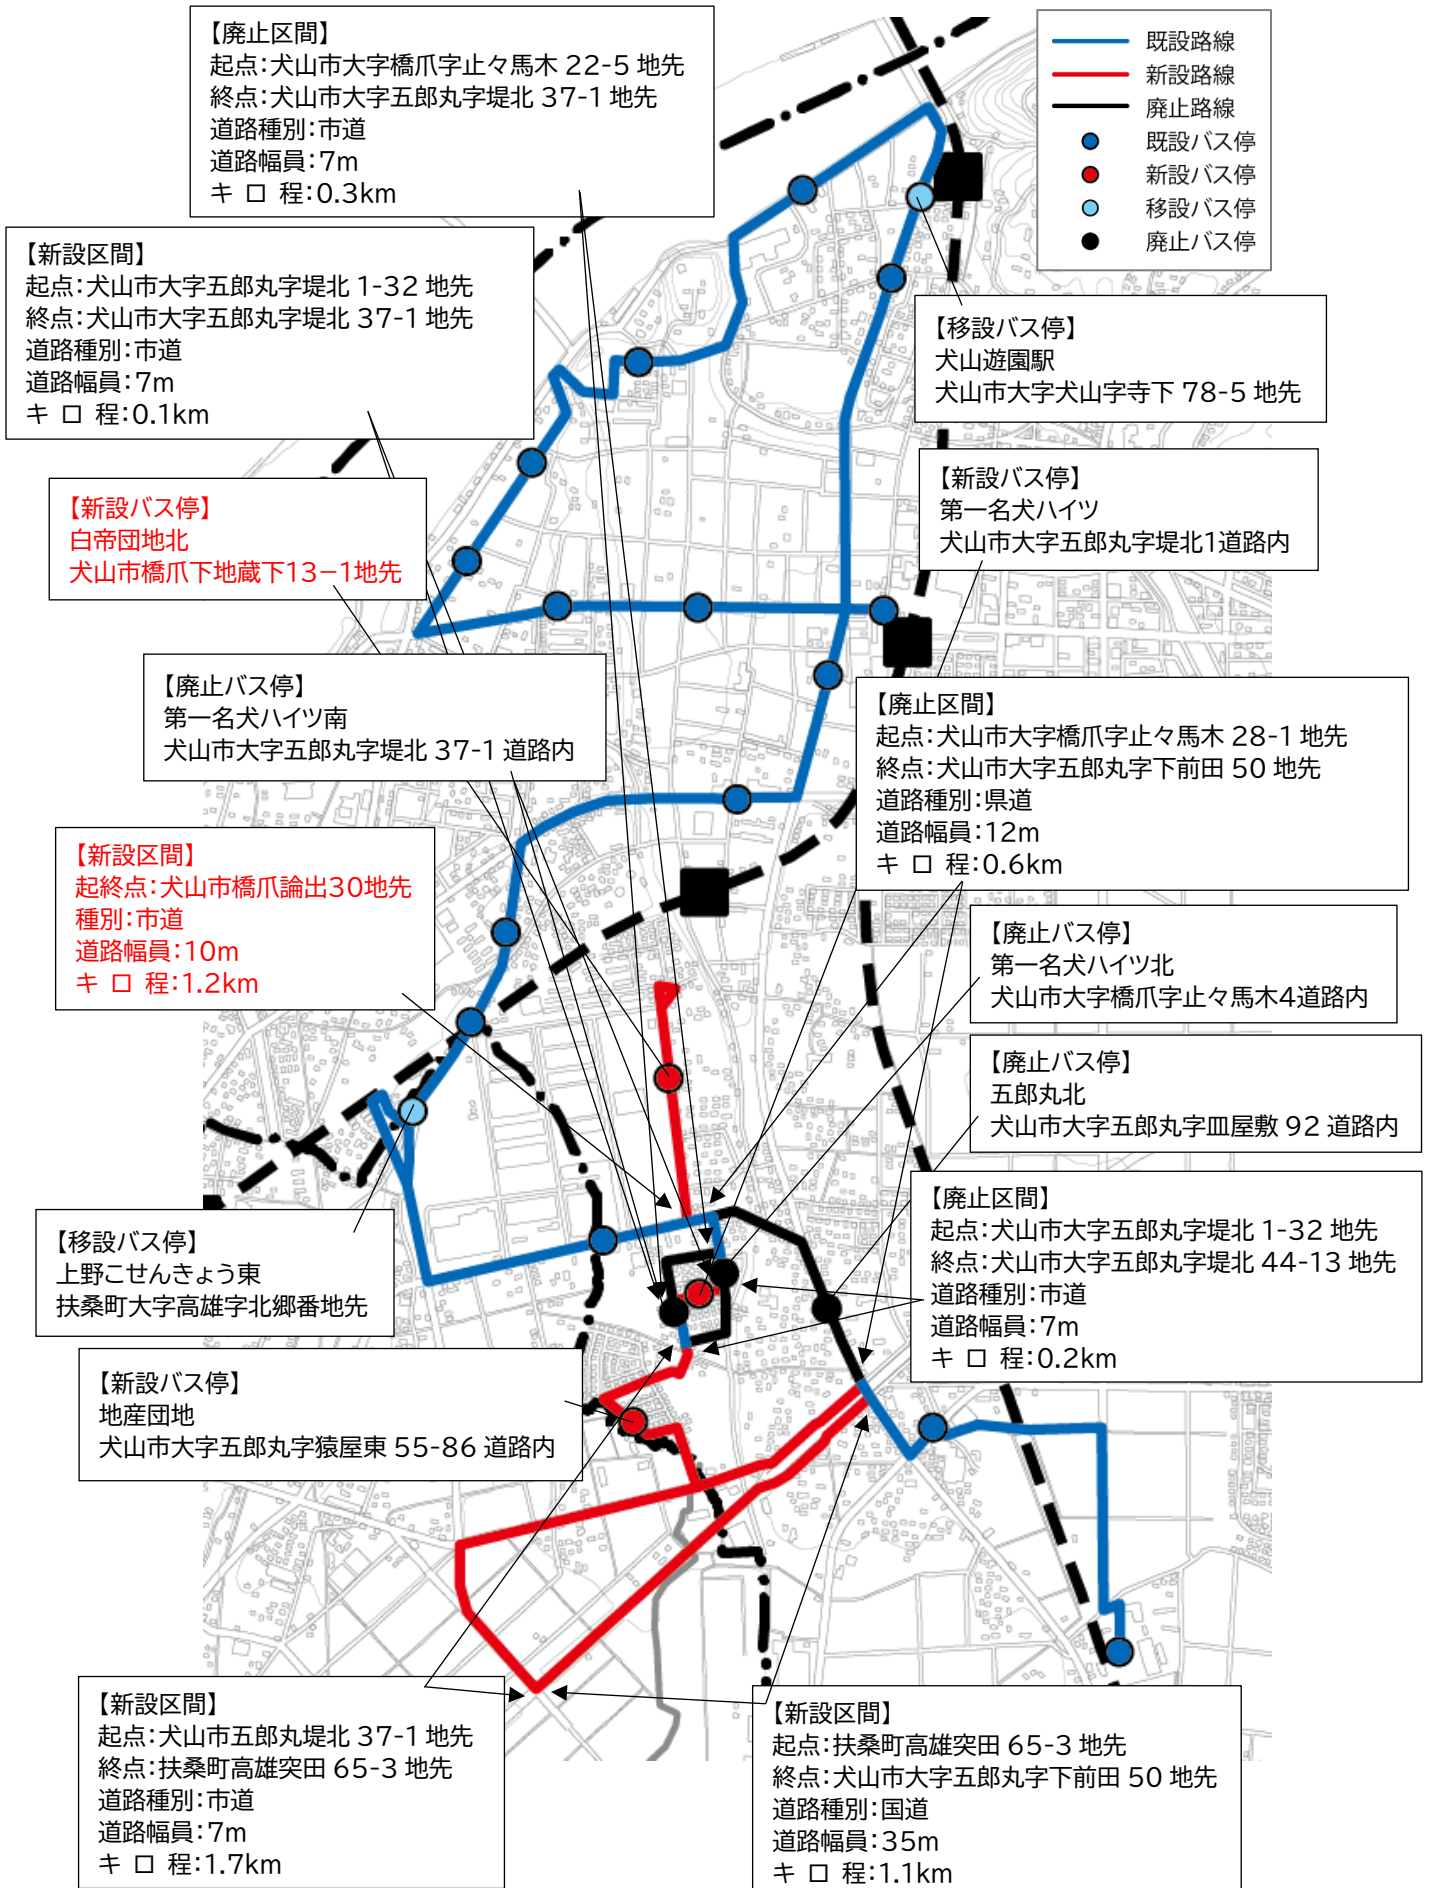 【廃止区間】
起点：犬山市大字橋爪字止々馬木 22-5 地先
終点：犬山市大字五郎丸字堤北 37-1 地先
道路種別：市道
道路幅員：7m
キ ロ 程：0.3km
既設路線
新設路線
廃止路線
既設バス停
新設バス停
移設バス停
廃止バス停
【新設区間】
起点：犬山市大字五郎丸字堤北 1-32 地先
終点：犬山市大字五郎丸字堤北 37-1 地先
道路種別：市道
道路幅員：7m
キ ロ 程：0.1km
【移設バス停】
犬山遊園駅
犬山市大字犬山字寺下 78-5 地先
【新設バス停】
第一名犬ハイツ
犬山市大字五郎丸字堤北1道路内
【新設バス停】
白帝団地北
犬山市橋爪下地蔵下13－1地先
【廃止バス停】
第一名犬ハイツ南
犬山市大字五郎丸字堤北 37-1 道路内
【廃止区間】
起点：犬山市大字橋爪字止々馬木 28-1 地先
終点：犬山市大字五郎丸字下前田 50 地先
道路種別：県道
道路幅員：12m
キ ロ 程：0.6km
【新設区間】
起終点：犬山市橋爪論出30地先
種別：市道
道路幅員：10m
キ ロ 程：1.2km
【廃止バス停】
第一名犬ハイツ北
犬山市大字橋爪字止々馬木4道路内
【廃止バス停】
五郎丸北
犬山市大字五郎丸字皿屋敷 92 道路内
【廃止区間】
起点：犬山市大字五郎丸字堤北 1-32 地先
終点：犬山市大字五郎丸字堤北 44-13 地先
道路種別：市道
道路幅員：7m
キ ロ 程：0.2km
【移設バス停】
上野こせんきょう東
扶桑町大字高雄字北郷番地先
【新設バス停】
地産団地
犬山市大字五郎丸字猿屋東 55-86 道路内
【新設区間】
起点：犬山市五郎丸堤北 37-1 地先
終点：扶桑町高雄突田 65-3 地先
道路種別：市道
道路幅員：7m
キ ロ 程：1.7km
【新設区間】
起点：扶桑町高雄突田 65-3 地先
終点：犬山市大字五郎丸字下前田 50 地先
道路種別：国道
道路幅員：35m
キ ロ 程：1.1km